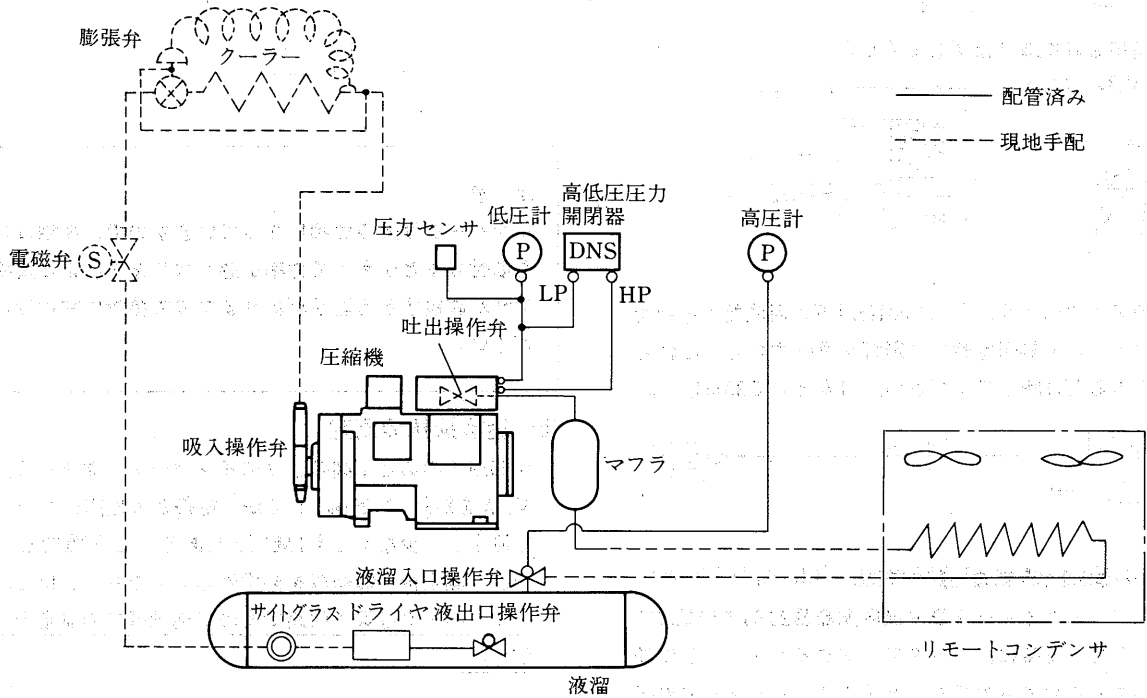 膨張弁
クーラー
配管済み
現地手配
電磁弁
S
圧力センサ
低圧計
P
高低圧圧力
開閉器
DNS
LP
HP
高圧計
P
吐出操作弁
圧縮機
吸入操作弁
マフラ
液溜入口操作弁
サイトグラス ドライヤ 液出口操作弁
液溜
リモートコンデンサ